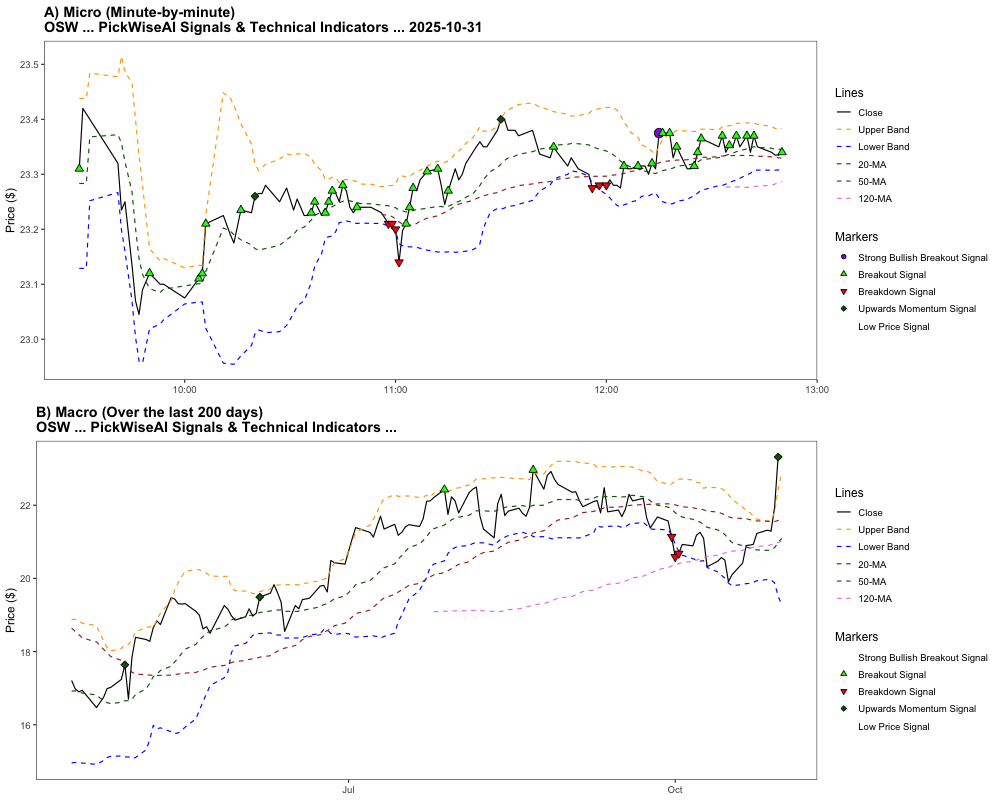 A) Micro (Minute-by-minute)
OSW ... PickWiseAI Signals & Technical Indicators ... 2025-10-31
Price ($)
23.5
23.4
23.3
23.2
23.1
23.0
10:00
11:00
12:00
13:00
Lines
Close
Upper Band
Lower Band
20-MA
50-MA
120-MA
Markers
Strong Bullish Breakout Signal
Breakout Signal
Breakdown Signal
Upwards Momentum Signal
Low Price Signal
B) Macro (Over the last 200 days)
OSW ... PickWiseAI Signals & Technical Indicators ...
Price ($)
22
20
18
16
Jul
Oct
Lines
Close
Upper Band
Lower Band
20-MA
50-MA
120-MA
Markers
Strong Bullish Breakout Signal
Breakout Signal
Breakdown Signal
Upwards Momentum Signal
Low Price Signal